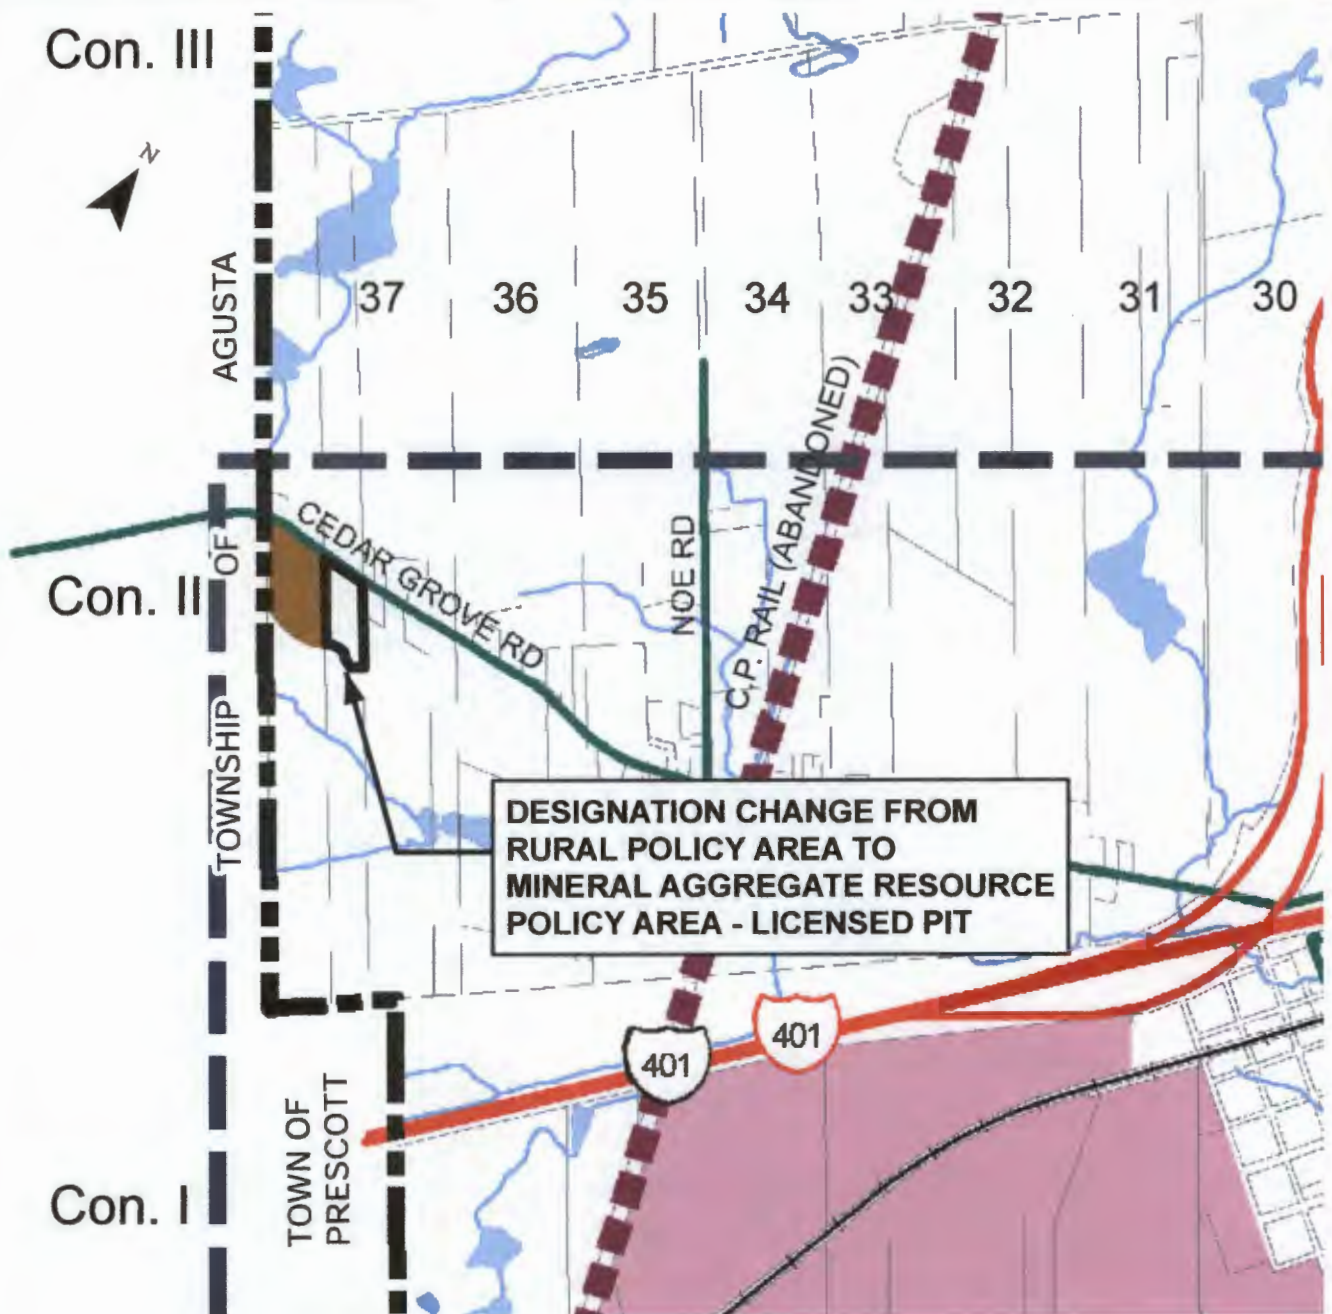 Con. III
N
AGUSTA
37 36 35 34 33 32 31 30
C.P. RAIL (ABANDONED)
CEDAR GROVE RD
NOE RD
OF
Con. II
TOWNSHIP
DESIGNATION CHANGE FROM
RURAL POLICY AREA TO
MINERAL AGGREGATE RESOURCE
POLICY AREA - LICENSED PIT
401
401
TOWN OF
PRESCOTT
Con. I